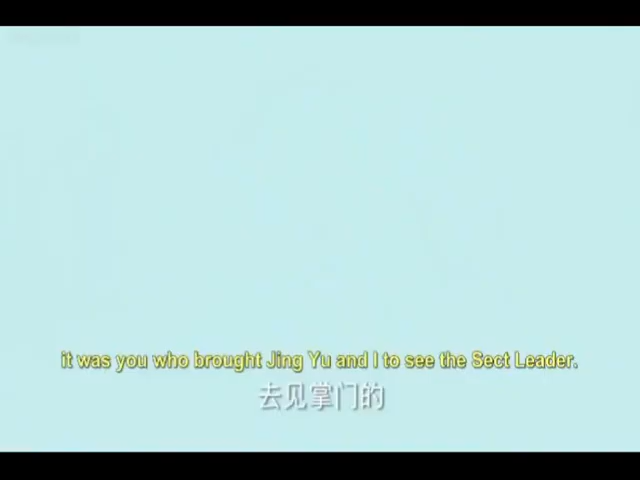 it was you who brought Jing Yu and I to see the Sect Leader.
去见掌门的